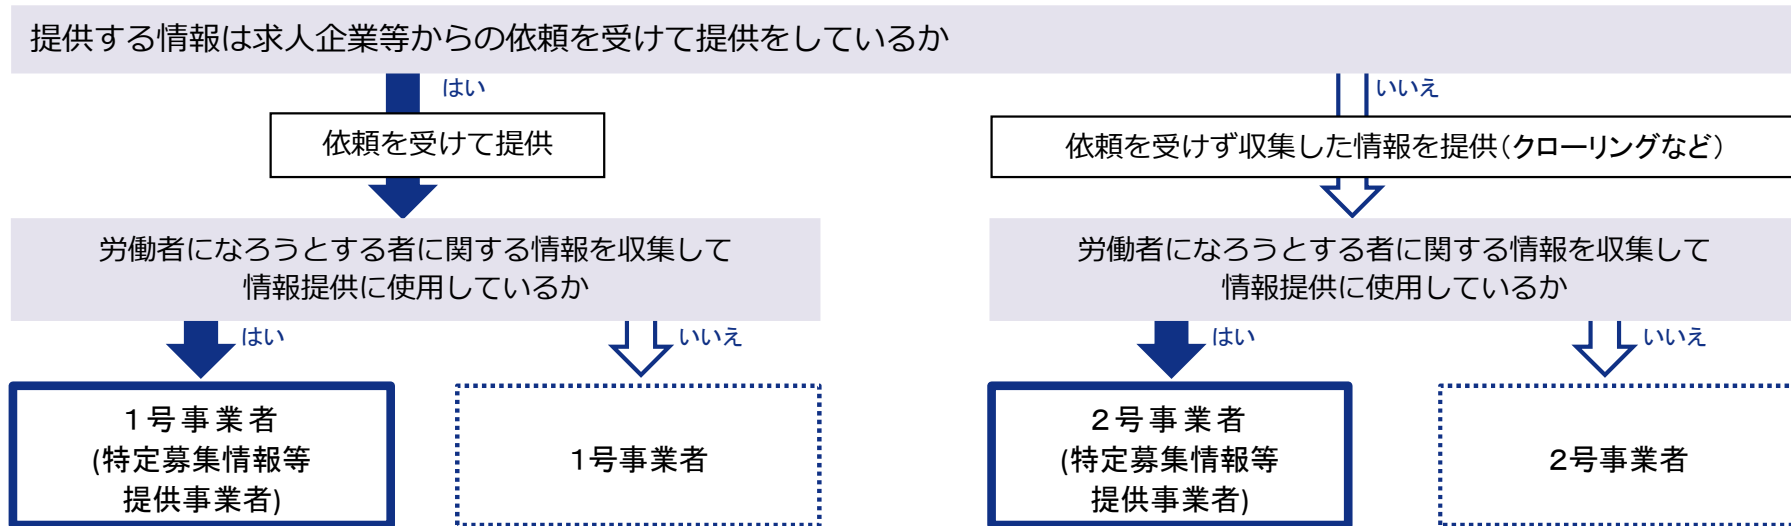 提供する情報は求人企業等からの依頼を受けて提供をしているか
はい
いいえ
依頼を受けて提供
依頼を受けず収集した情報を提供（クローリングなど）
労働者になろうとする者に関する情報を収集して
情報提供に使用しているか
労働者になろうとする者に関する情報を収集して
情報提供に使用しているか
はい
いいえ
はい
いいえ
１号事業者
(特定募集情報等
提供事業者)
1号事業者
２号事業者
(特定募集情報等
提供事業者)
２号事業者